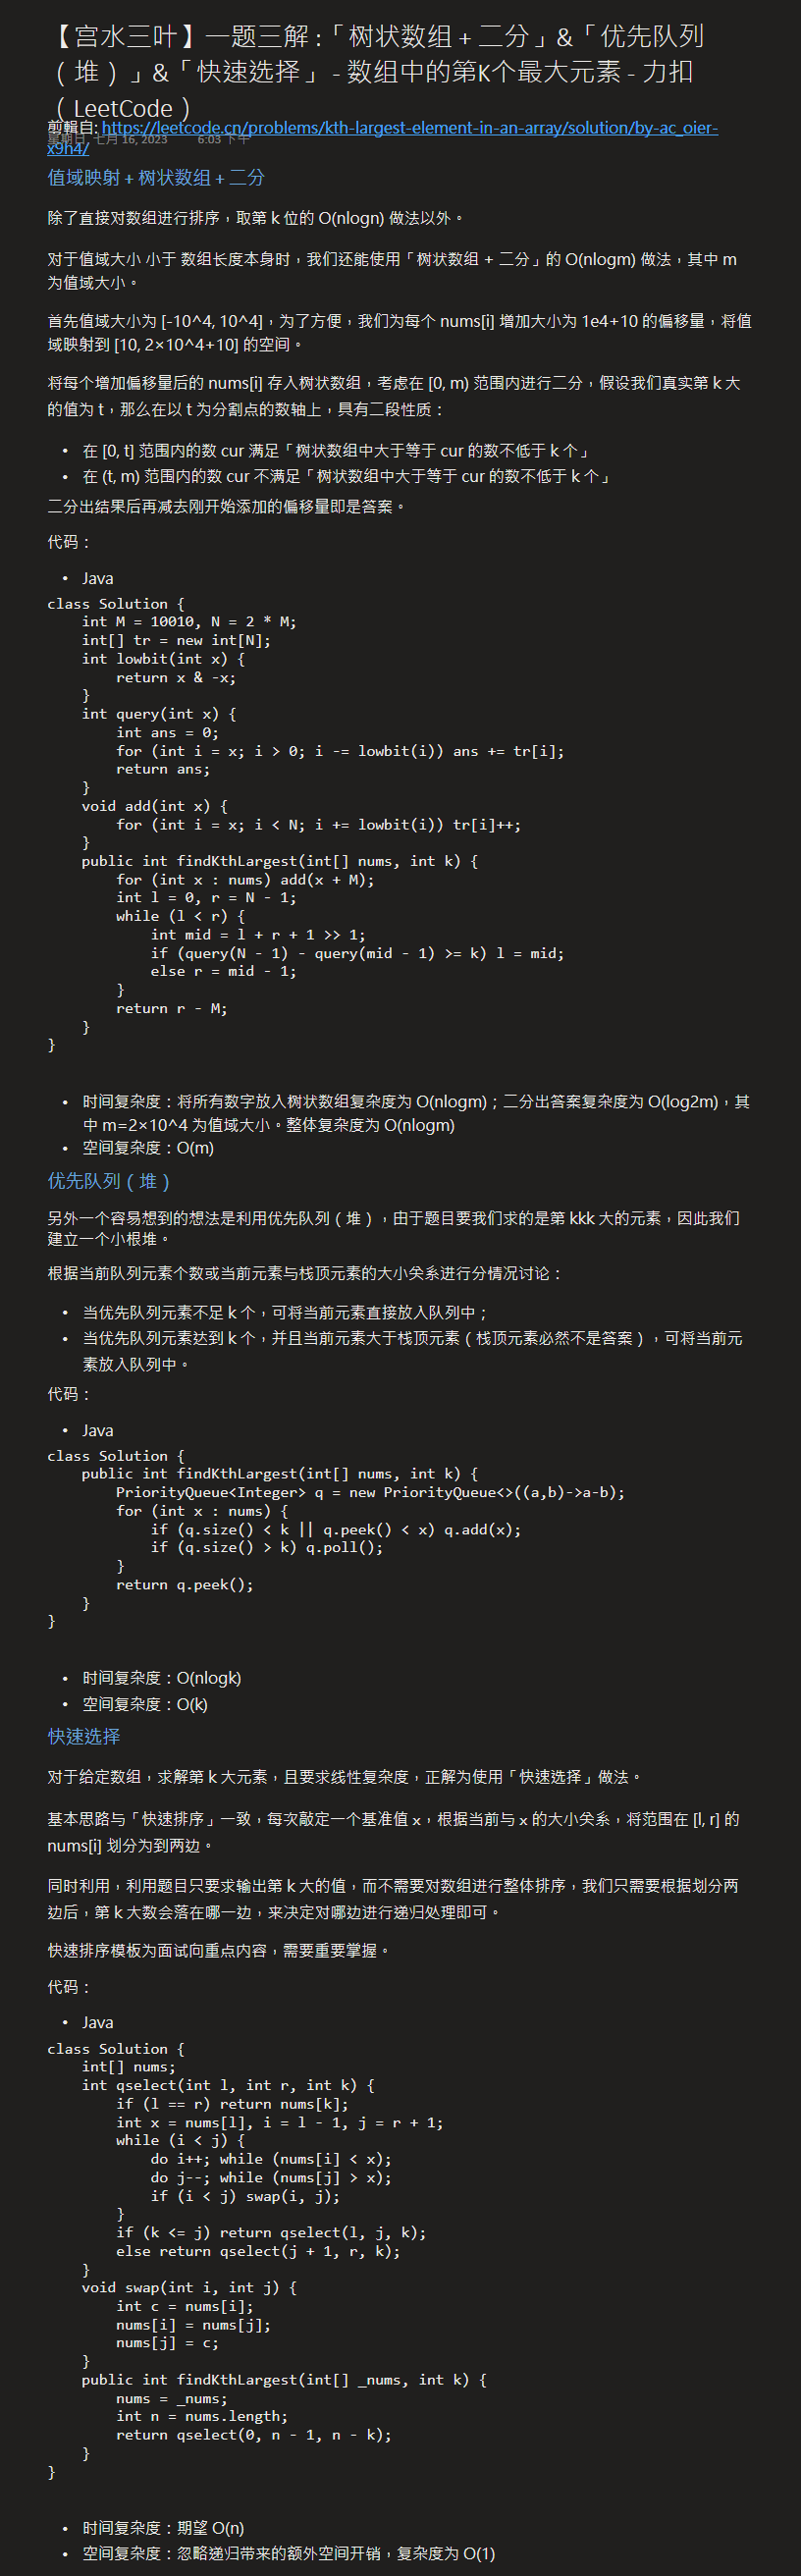 【宫水三叶】一题三解 :「树状数组 + 二分」&「优先队列
（堆）」&「快速选择」 - 数组中的第K个最大元素 - 力扣
（LeetCode）
剪輯自: https://leetcode.cn/problems/kth-largest-element-in-an-array/solution/by-ac_oier-
x9h4/
星期日, 七月 16, 2023 6:03 下午
值域映射 + 树状数组 + 二分
除了直接对数组进行排序，取第 k 位的 O(nlogn) 做法以外。
对于值域大小 小于 数组长度本身时，我们还能使用「树状数组 + 二分」的 O(nlogm) 做法，其中 m
为值域大小。
首先值域大小为 [-10^4, 10^4]，为了方便，我们为每个 nums[i] 增加大小为 1e4+10 的偏移量，将值
域映射到 [10, 2×10^4+10] 的空间。
将每个增加偏移量后的 nums[i] 存入树状数组，考虑在 [0, m) 范围内进行二分，假设我们真实第 k 大
的值为 t，那么在以 t 为分割点的数轴上，具有二段性质：
• 在 [0, t] 范围内的数 cur 满足「树状数组中大于等于 cur 的数不低于 k 个」
• 在 (t, m) 范围内的数 cur 不满足「树状数组中大于等于 cur 的数不低于 k 个」
二分出结果后再减去刚开始添加的偏移量即是答案。
代码：
• Java
class Solution {
    int M = 10010, N = 2 * M;
    int[] tr = new int[N];
    int lowbit(int x) {
        return x & -x;
    }
    int query(int x) {
        int ans = 0;
        for (int i = x; i > 0; i -= lowbit(i)) ans += tr[i];
        return ans;
    }
    void add(int x) {
        for (int i = x; i < N; i += lowbit(i)) tr[i]++;
    }
    public int findKthLargest(int[] nums, int k) {
        for (int x : nums) add(x + M);
        int l = 0, r = N - 1;
        while (l < r) {
            int mid = l + r + 1 >> 1;
            if (query(N - 1) - query(mid - 1) >= k) l = mid;
            else r = mid - 1;
        }
        return r - M;
    }
}
• 时间复杂度：将所有数字放入树状数组复杂度为 O(nlogm)；二分出答案复杂度为 O(log2m)，其
中 m=2×10^4 为值域大小。整体复杂度为 O(nlogm)
• 空间复杂度：O(m)
优先队列（堆）
另外一个容易想到的想法是利用优先队列（堆），由于题目要我们求的是第 kkk 大的元素，因此我们
建立一个小根堆。
根据当前队列元素个数或当前元素与栈顶元素的大小关系进行分情况讨论：
• 当优先队列元素不足 k 个，可将当前元素直接放入队列中；
• 当优先队列元素达到 k 个，并且当前元素大于栈顶元素（栈顶元素必然不是答案），可将当前元
素放入队列中。
代码：
• Java
class Solution {
    public int findKthLargest(int[] nums, int k) {
        PriorityQueue<Integer> q = new PriorityQueue<>((a,b)->a-b);
        for (int x : nums) {
            if (q.size() < k || q.peek() < x) q.add(x);
            if (q.size() > k) q.poll();
        }
        return q.peek();
    }
}
• 时间复杂度：O(nlogk)
• 空间复杂度：O(k)
快速选择
对于给定数组，求解第 k 大元素，且要求线性复杂度，正解为使用「快速选择」做法。
基本思路与「快速排序」一致，每次敲定一个基准值 x，根据当前与 x 的大小关系，将范围在 [l, r] 的
nums[i] 划分为到两边。
同时利用，利用题目只要求输出第 k 大的值，而不需要对数组进行整体排序，我们只需要根据划分两
边后，第 k 大数会落在哪一边，来决定对哪边进行递归处理即可。
快速排序模板为面试向重点内容，需要重要掌握。
代码：
• Java
class Solution {
    int[] nums;
    int qselect(int l, int r, int k) {
        if (l == r) return nums[k];
        int x = nums[l], i = l - 1, j = r + 1;
        while (i < j) {
            do i++; while (nums[i] < x);
            do j--; while (nums[j] > x);
            if (i < j) swap(i, j);
        }
        if (k <= j) return qselect(l, j, k);
        else return qselect(j + 1, r, k);
    }
    void swap(int i, int j) {
        int c = nums[i];
        nums[i] = nums[j];
        nums[j] = c;
    }
    public int findKthLargest(int[] _nums, int k) {
        nums = _nums;
        int n = nums.length;
        return qselect(0, n - 1, n - k);
    }
}
• 时间复杂度：期望 O(n)
• 空间复杂度：忽略递归带来的额外空间开销，复杂度为 O(1)